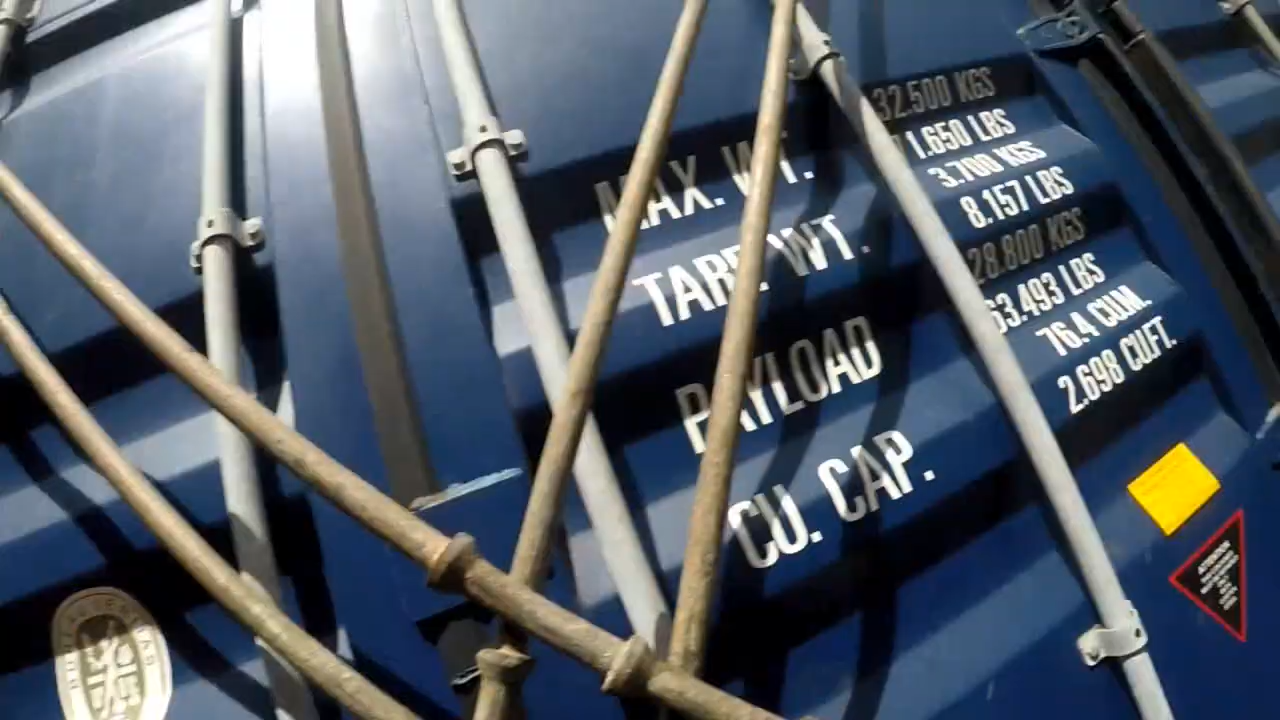 MAX. WT.
32.500 KGS
71.650 LBS
TARE WT.
3.700 KGS
8.157 LBS
PAYLOAD
28.800 KGS
63.493 LBS
CU. CAP.
76.4 CU.M.
2.698 CU.FT.